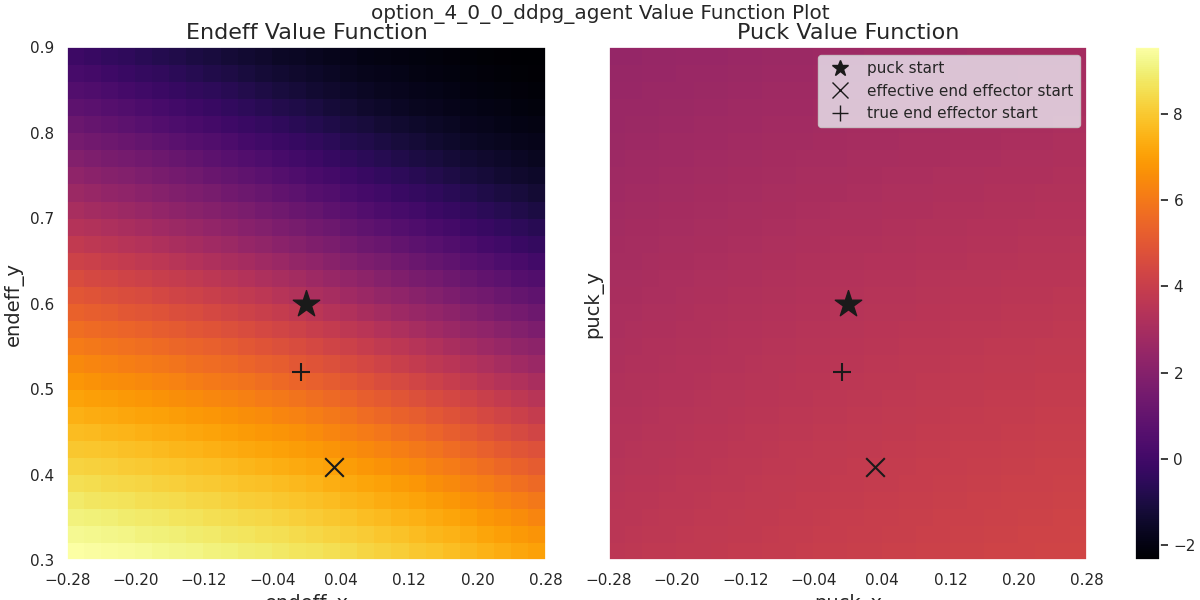 option_4_0_0_ddpg_agent Value Function Plot
Endeff Value Function
Puck Value Function
puck start
effective end effector start
true end effector start
0.9
0.8
0.7
0.6
0.5
0.4
0.3
endeff_y
−0.28 −0.20 −0.12 −0.04 0.04 0.12 0.20 0.28
endeff_x
puck_y
−0.28 −0.20 −0.12 −0.04 0.04 0.12 0.20 0.28
puck_x
8
6
4
2
0
−2